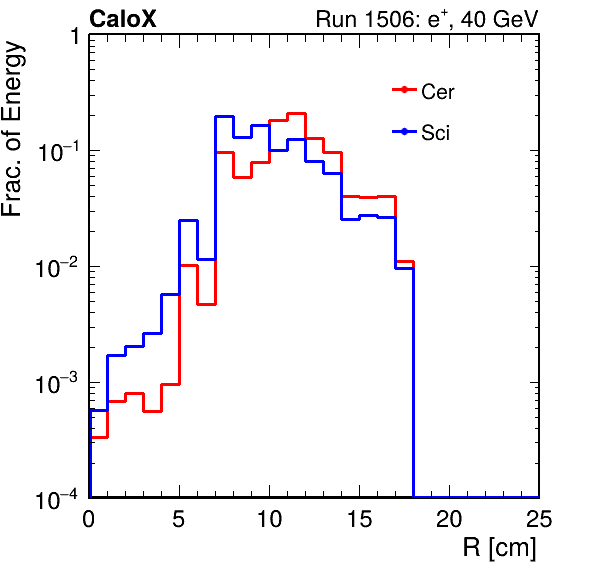 CaloX Run 1506: e⁺, 40 GeV
Frac. of Energy
1
10⁻¹
10⁻²
10⁻³
10⁻⁴
Cer
Sci
0 5 10 15 20 25
R [cm]